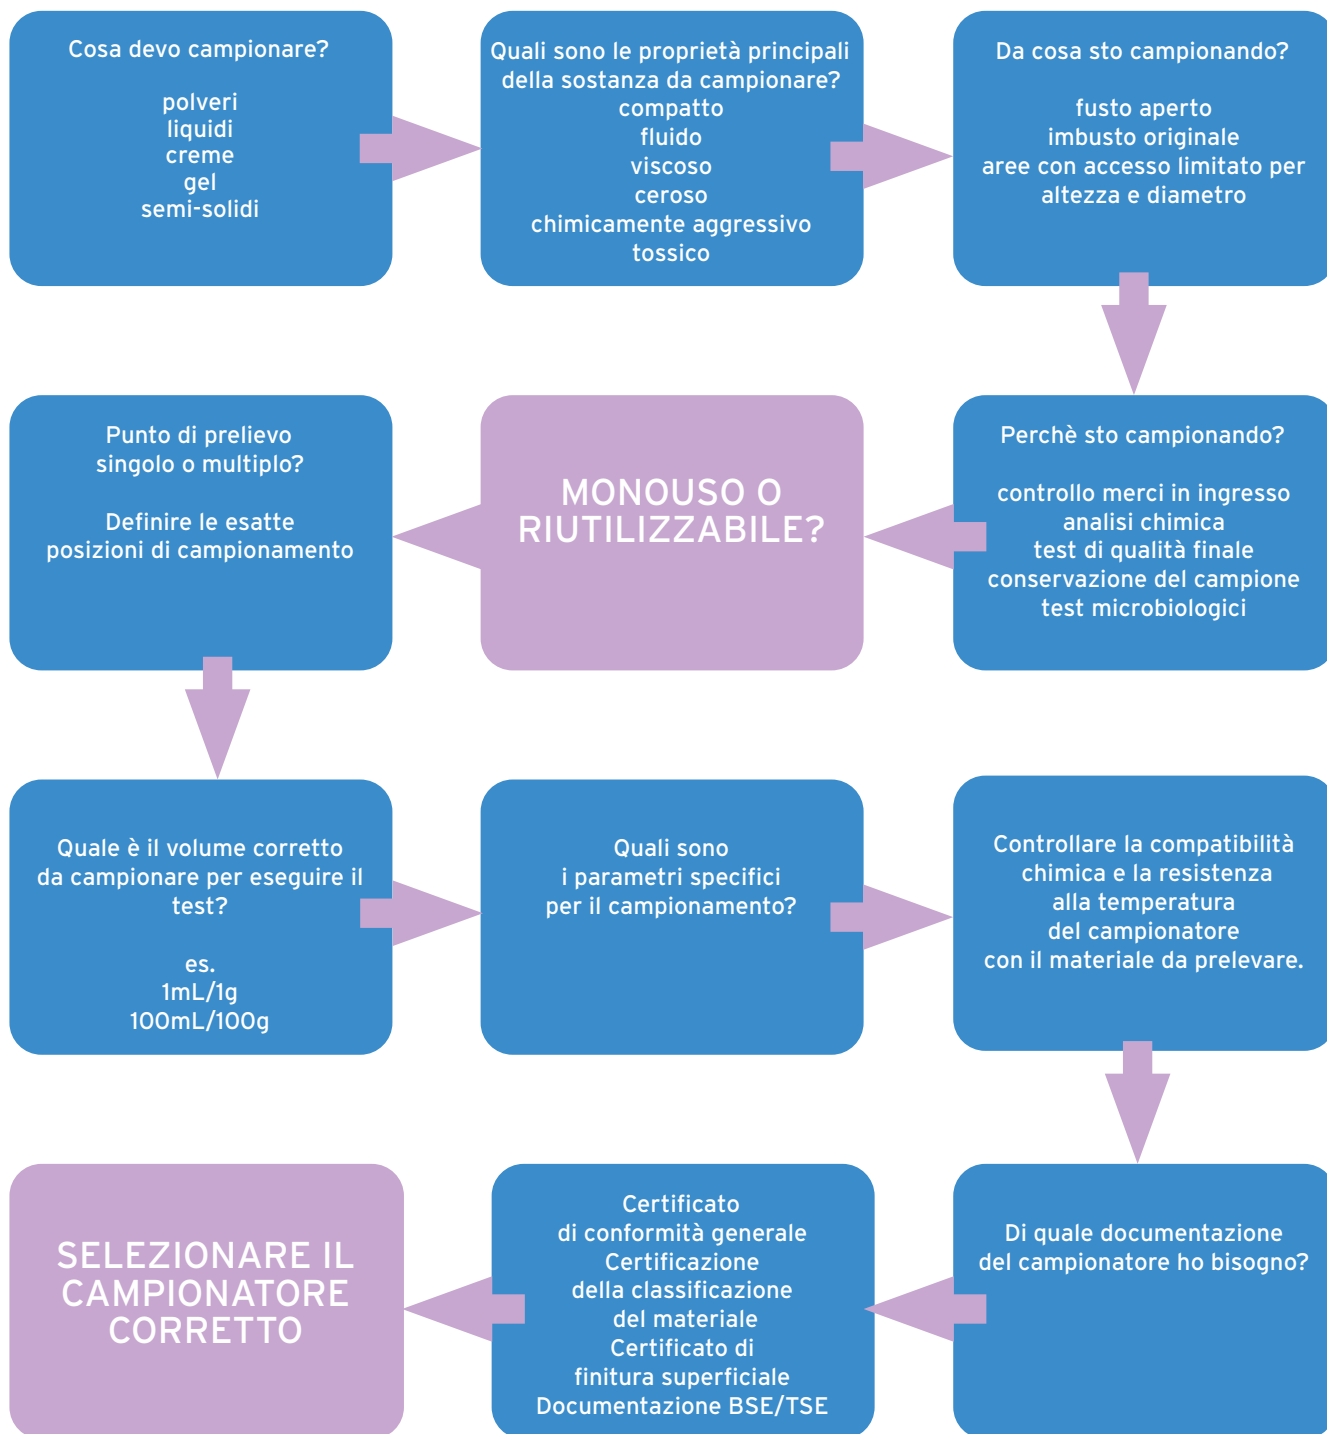 Cosa devo campionare?
polveri
liquidi
creme
gel
semi-solidi
Quali sono le proprietà principali
della sostanza da campionare?
compatto
fluido
viscoso
ceroso
chimicamente aggressivo
tossico
Da cosa sto campionando?
fusto aperto
imbusto originale
aree con accesso limitato per
altezza e diametro
Perchè sto campionando?
controllo merci in ingresso
analisi chimica
test di qualità finale
conservazione del campione
test microbiologici
MONOUSO O
RIUTILIZZABILE?
Punto di prelievo
singolo o multiplo?
Definire le esatte
posizioni di campionamento
Quale è il volume corretto
da campionare per eseguire il
test?
es.
1mL/1g
100mL/100g
Quali sono
i parametri specifici
per il campionamento?
Controllare la compatibilità
chimica e la resistenza
alla temperatura
del campionatore
con il materiale da prelevare.
Di quale documentazione
del campionatore ho bisogno?
Certificato
di conformità generale
Certificazione
della classificazione
del materiale
Certificato di
finitura superficiale
Documentazione BSE/TSE
SELEZIONARE IL
CAMPIONATORE
CORRETTO